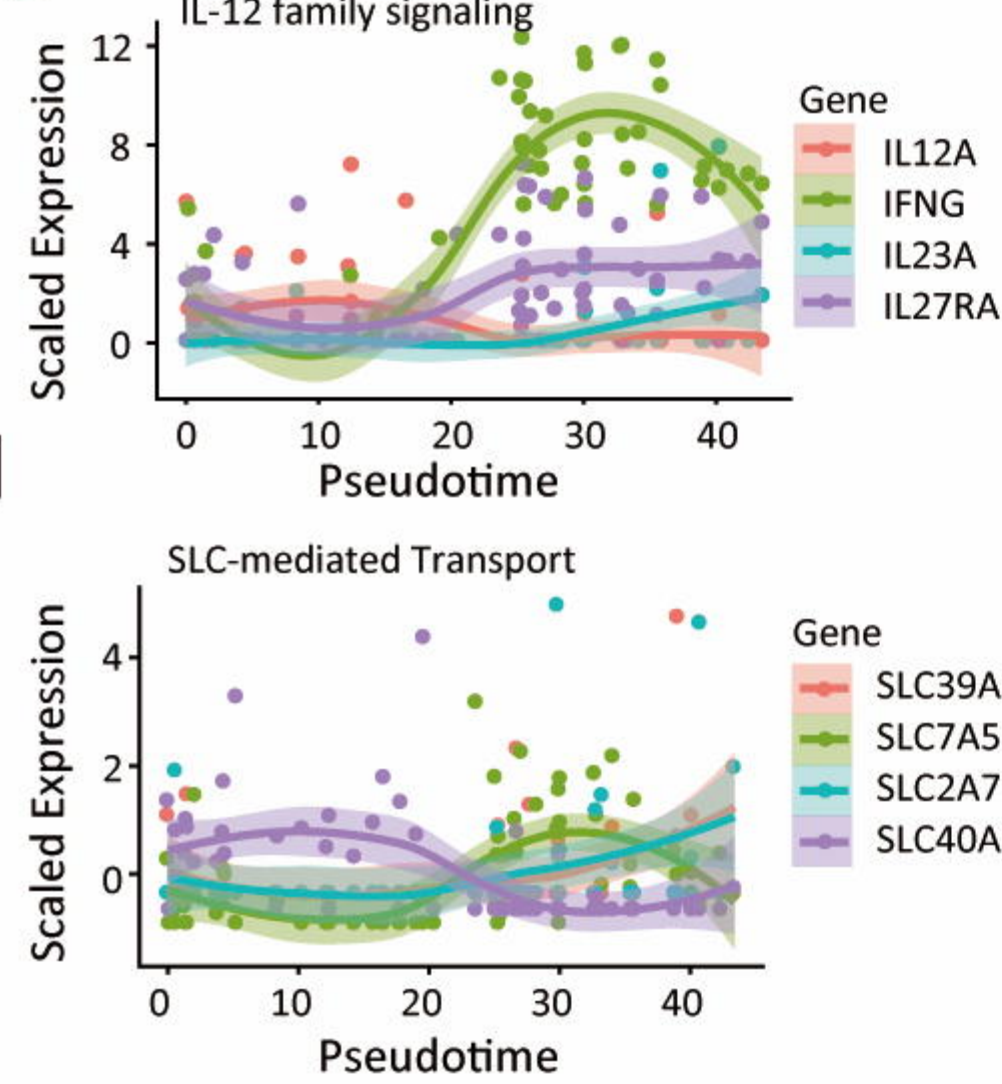 IL-12 family signaling
Scaled Expression
12
8
4
0
0 10 20 30 40
Pseudotime
Gene
IL12A
IFNG
IL23A
IL27RA
SLC-mediated Transport
Scaled Expression
4
2
0
0 10 20 30 40
Pseudotime
Gene
SLC39A
SLC7A5
SLC2A7
SLC40A